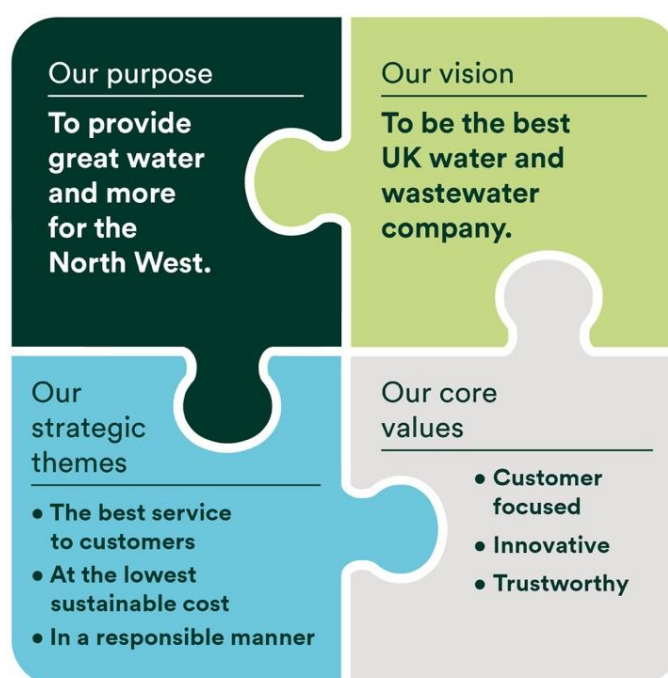 Our purpose
To provide
great water
and more
for the
North West.
Our vision
To be the best
UK water and
wastewater
company.
Our
strategic
themes
• The best service
to customers
• At the lowest
sustainable cost
• In a responsible manner
Our core
values
• Customer
focused
• Innovative
• Trustworthy